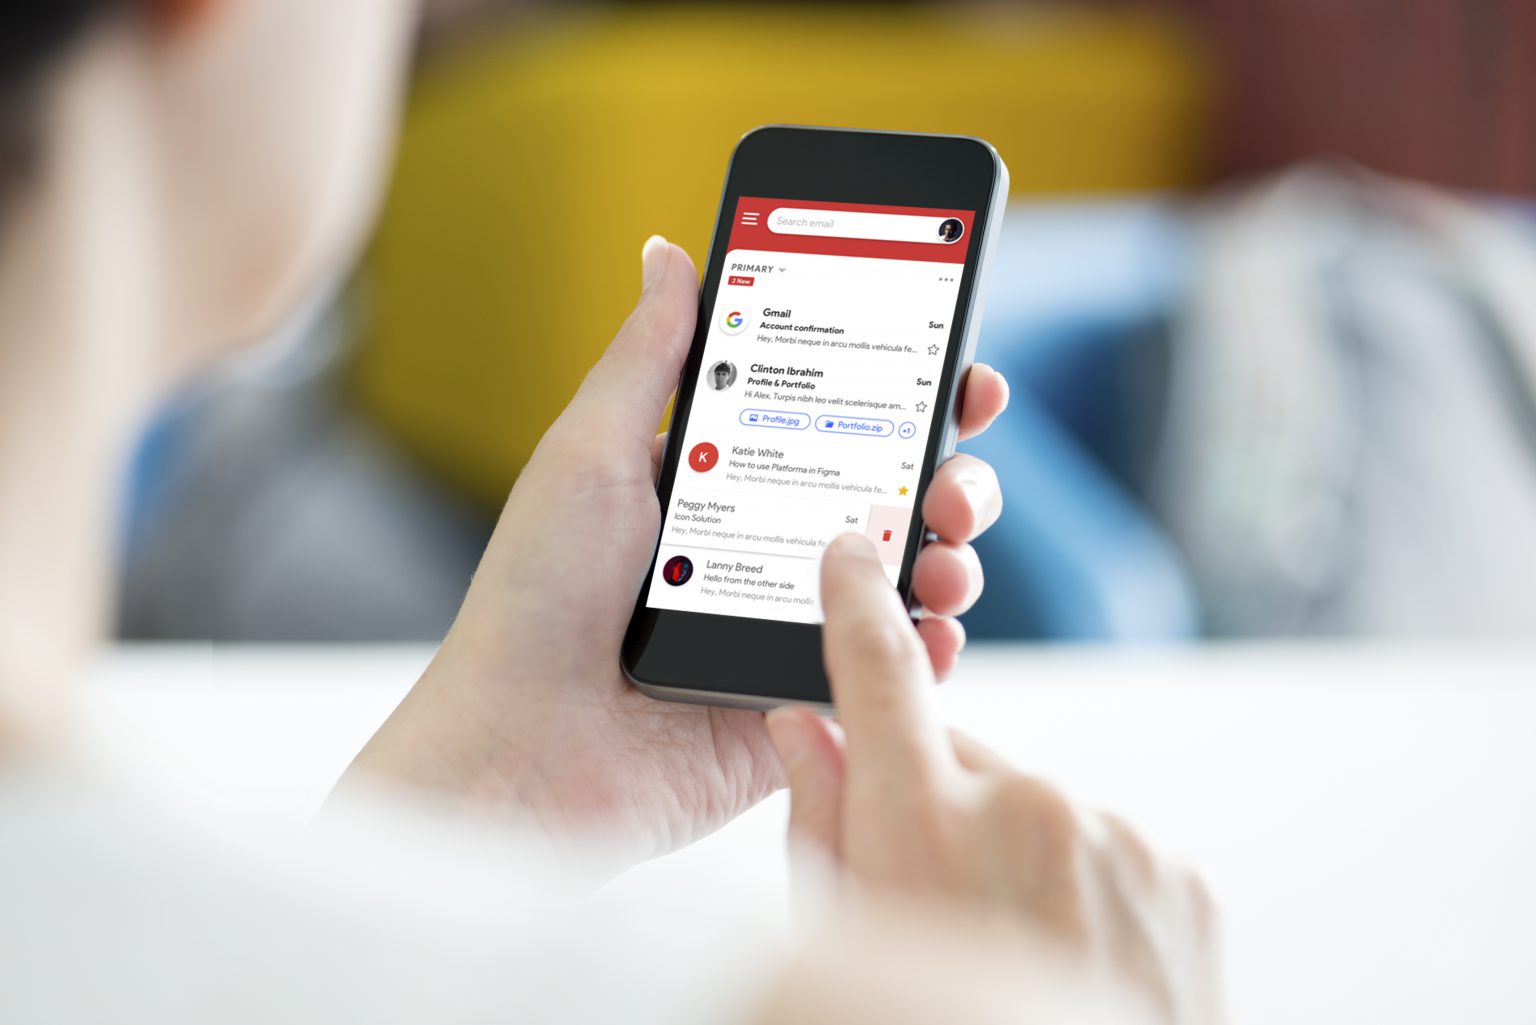 Search email
PRIMARY
2 New
Gmail
Sun
Account confirmation
Hey, Morbi neque in arcu mollis vehicula fe...
Clinton Ibrahim
Sun
Profile & Portfolio
Hi Alex, Turpis nibh leo velit scelerisque am...
Profile.jpg
Portfolio.zip
+1
K
Katie White
Sat
How to use Platforma in Figma
Hey, Morbi neque in arcu mollis vehicula fe...
Peggy Myers
Sat
Icon Solution
Hey, Morbi neque in arcu mollis vehicula fe
Lanny Breed
Hello from the other side
Hey, Morbi neque in arcu mollis